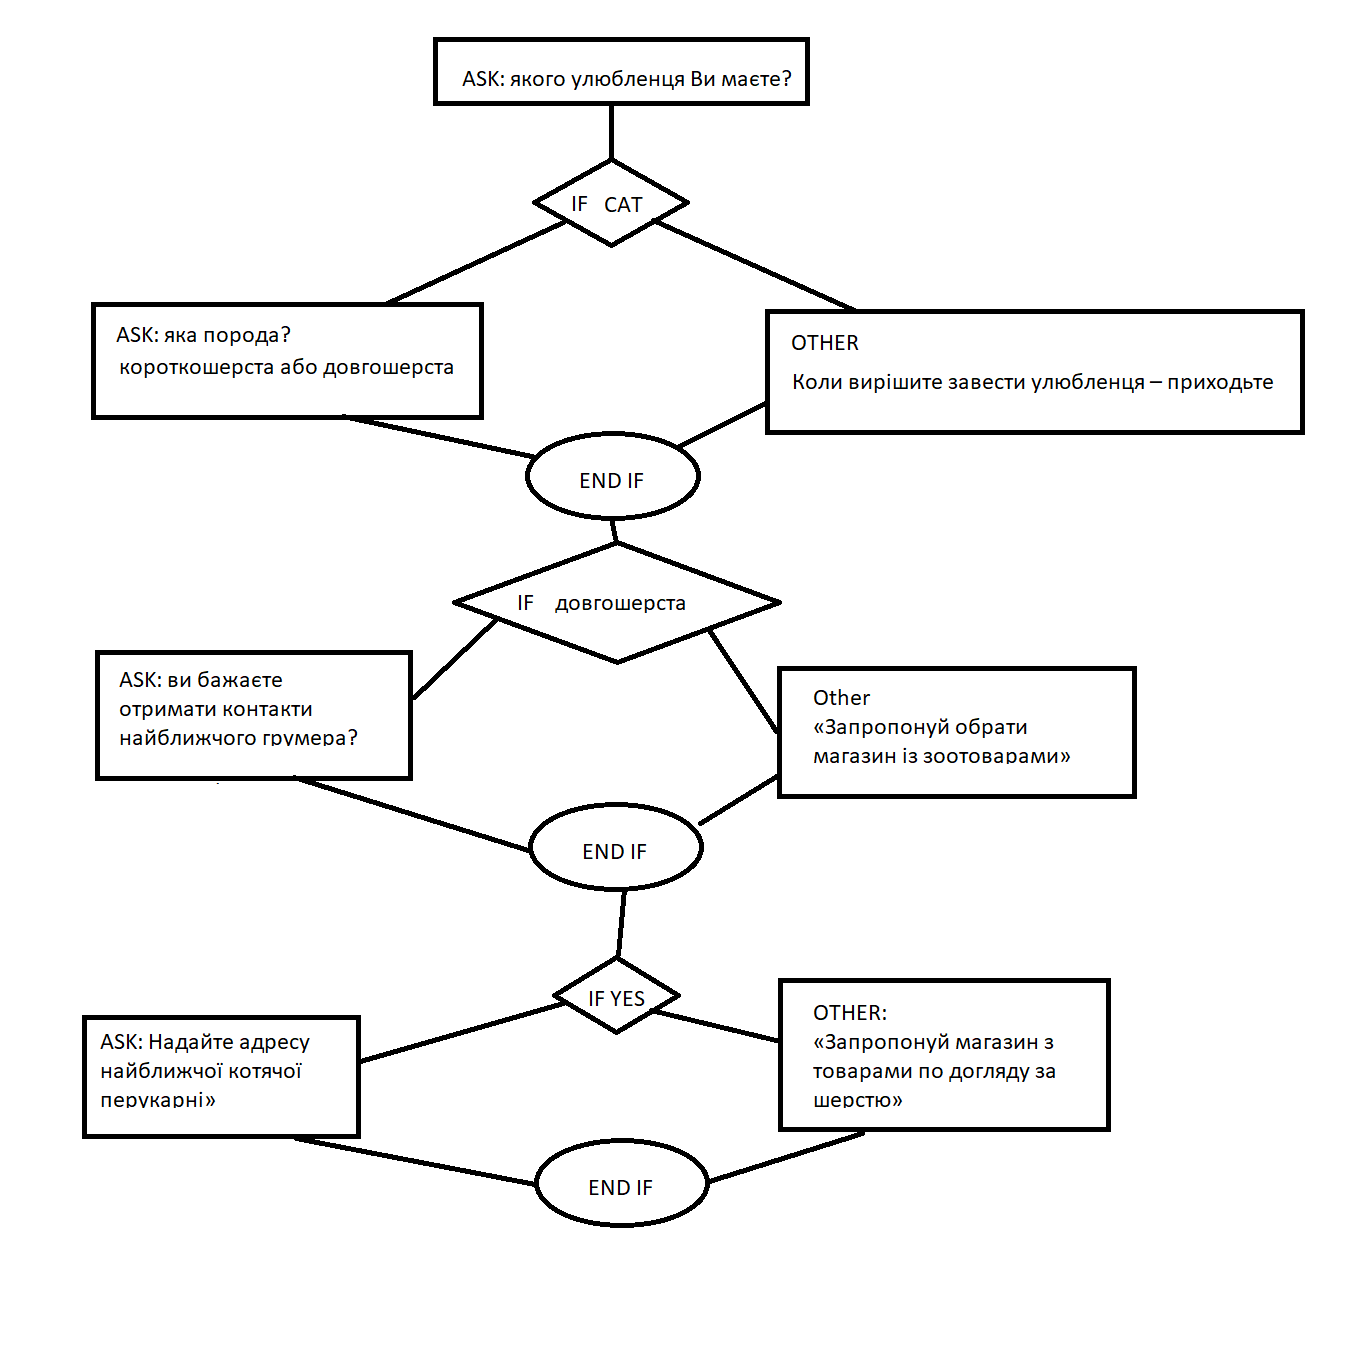 ASK: якого улюбленця Ви маєте?
IF CAT
ASK: яка порода?
короткошерста або довгошерста
OTHER
Коли вирішите завести улюбленця – приходьте
END IF
IF довгошерста
ASK: ви бажаєте
отримати контакти
найближчого грумера?
Other
«Запропонуй обрати
магазин із зоотоварами»
END IF
IF YES
ASK: Надайте адресу
найближчої котячої
перукарні»
OTHER:
«Запропонуй магазин з
товарами по догляду за
шерстю»
END IF